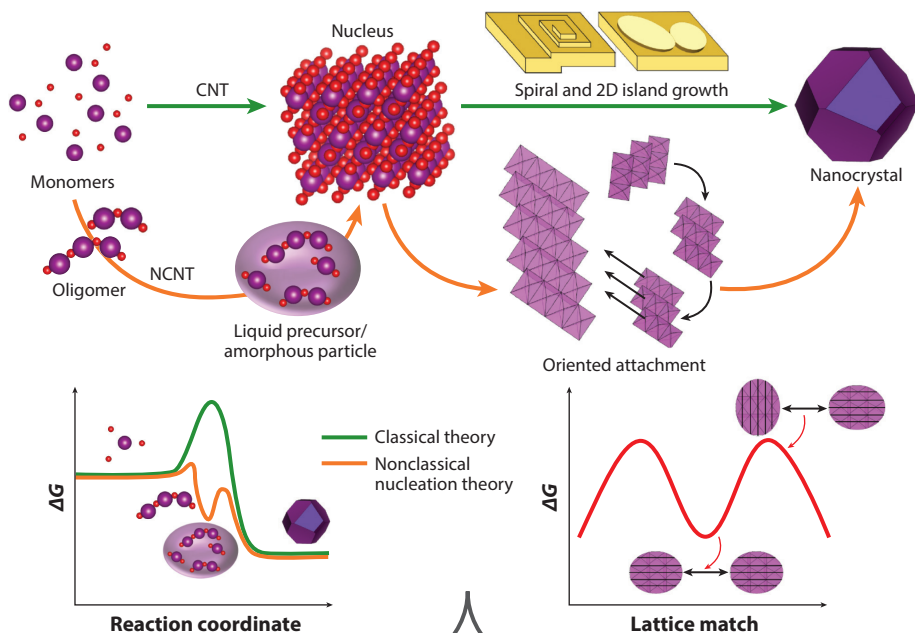 Nucleus
CNT
Spiral and 2D island growth
Monomers
Nanocrystal
NCNT
Oligomer
Liquid precursor/
amorphous particle
Oriented attachment
Classical theory
Nonclassical
nucleation theory
ΔG
Reaction coordinate
ΔG
Lattice match